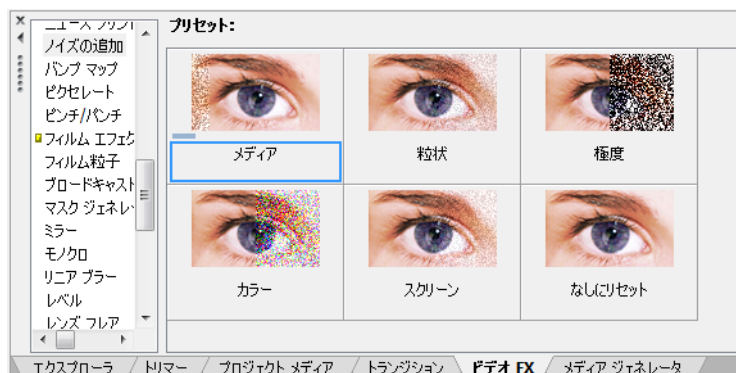 ニュース プリント
プリセット:
ノイズの追加
バンプ マップ
ピクセレート
ピンチ/パンチ
フィルム エフェク
フィルム粒子
ブロードキャスト
マスク ジェネレ
ミラー
モノクロ
リニア ブラー
レベル
レンズ フレア
メディア
粒状
極度
カラー
スクリーン
なしにリセット
エクスプローラ
トリマー
プロジェクト メディア
トランジション
ビデオ FX
メディア ジェネレータ